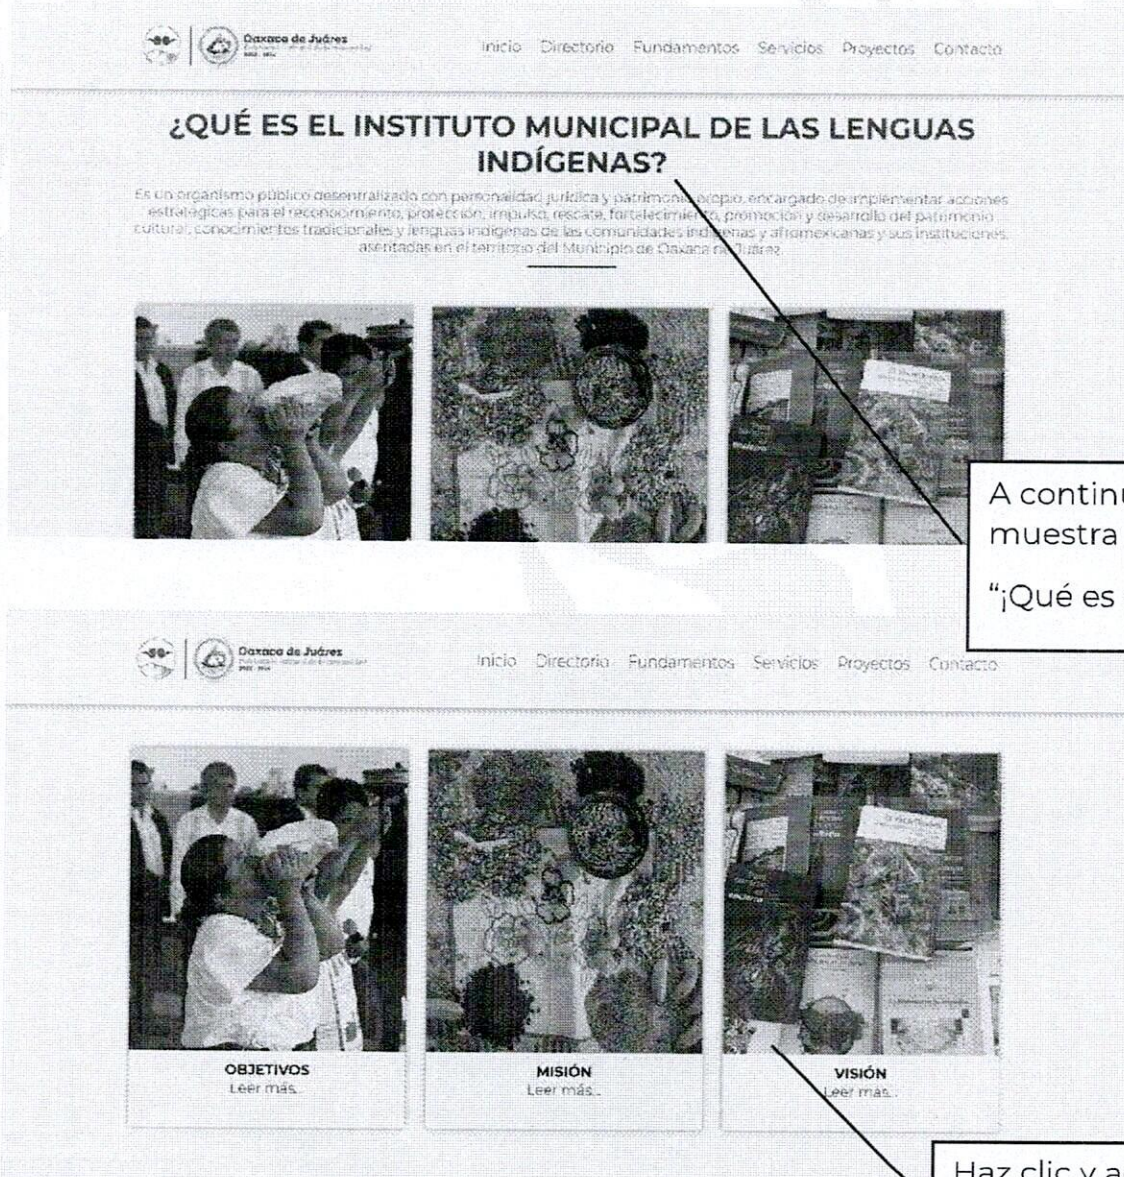 Oaxaca de Juárez
Inicio Directorio Fundamentos Servicios Proyectos Contacto
¿QUÉ ES EL INSTITUTO MUNICIPAL DE LAS LENGUAS
INDÍGENAS?
Es un organismo público desentralizado con personalidad jurídica y patrimonio propio, encargado de implementar acciones
estratégicas para el reconocimiento, protección, impulso, rescate, fortalecimiento, promoción y desarrollo del patrimonio
cultural, conocimientos tradicionales y lenguas indígenas de las comunidades indígenas y afromexicanas y sus instituciones,
asentadas en el territorio del Municipio de Oaxaca de Juárez.
A continu
muestra
“¡Qué es
Oaxaca de Juárez
Inicio Directorio Fundamentos Servicios Proyectos Contacto
OBJETIVOS
Leer más...
MISIÓN
Leer más...
VISIÓN
Leer más...
Haz clic y a